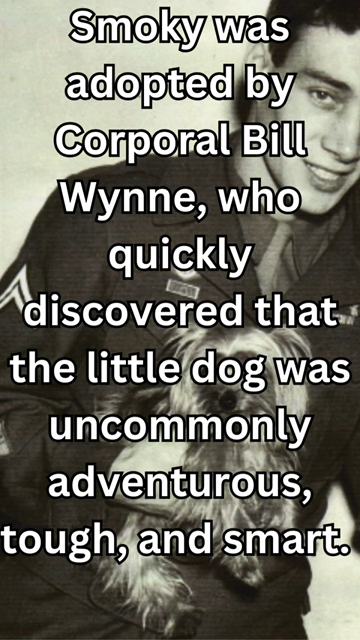 Smoky was
adopted by
Corporal Bill
Wynne, who
quickly
discovered that
the little dog was
uncommonly
adventurous,
tough, and smart.